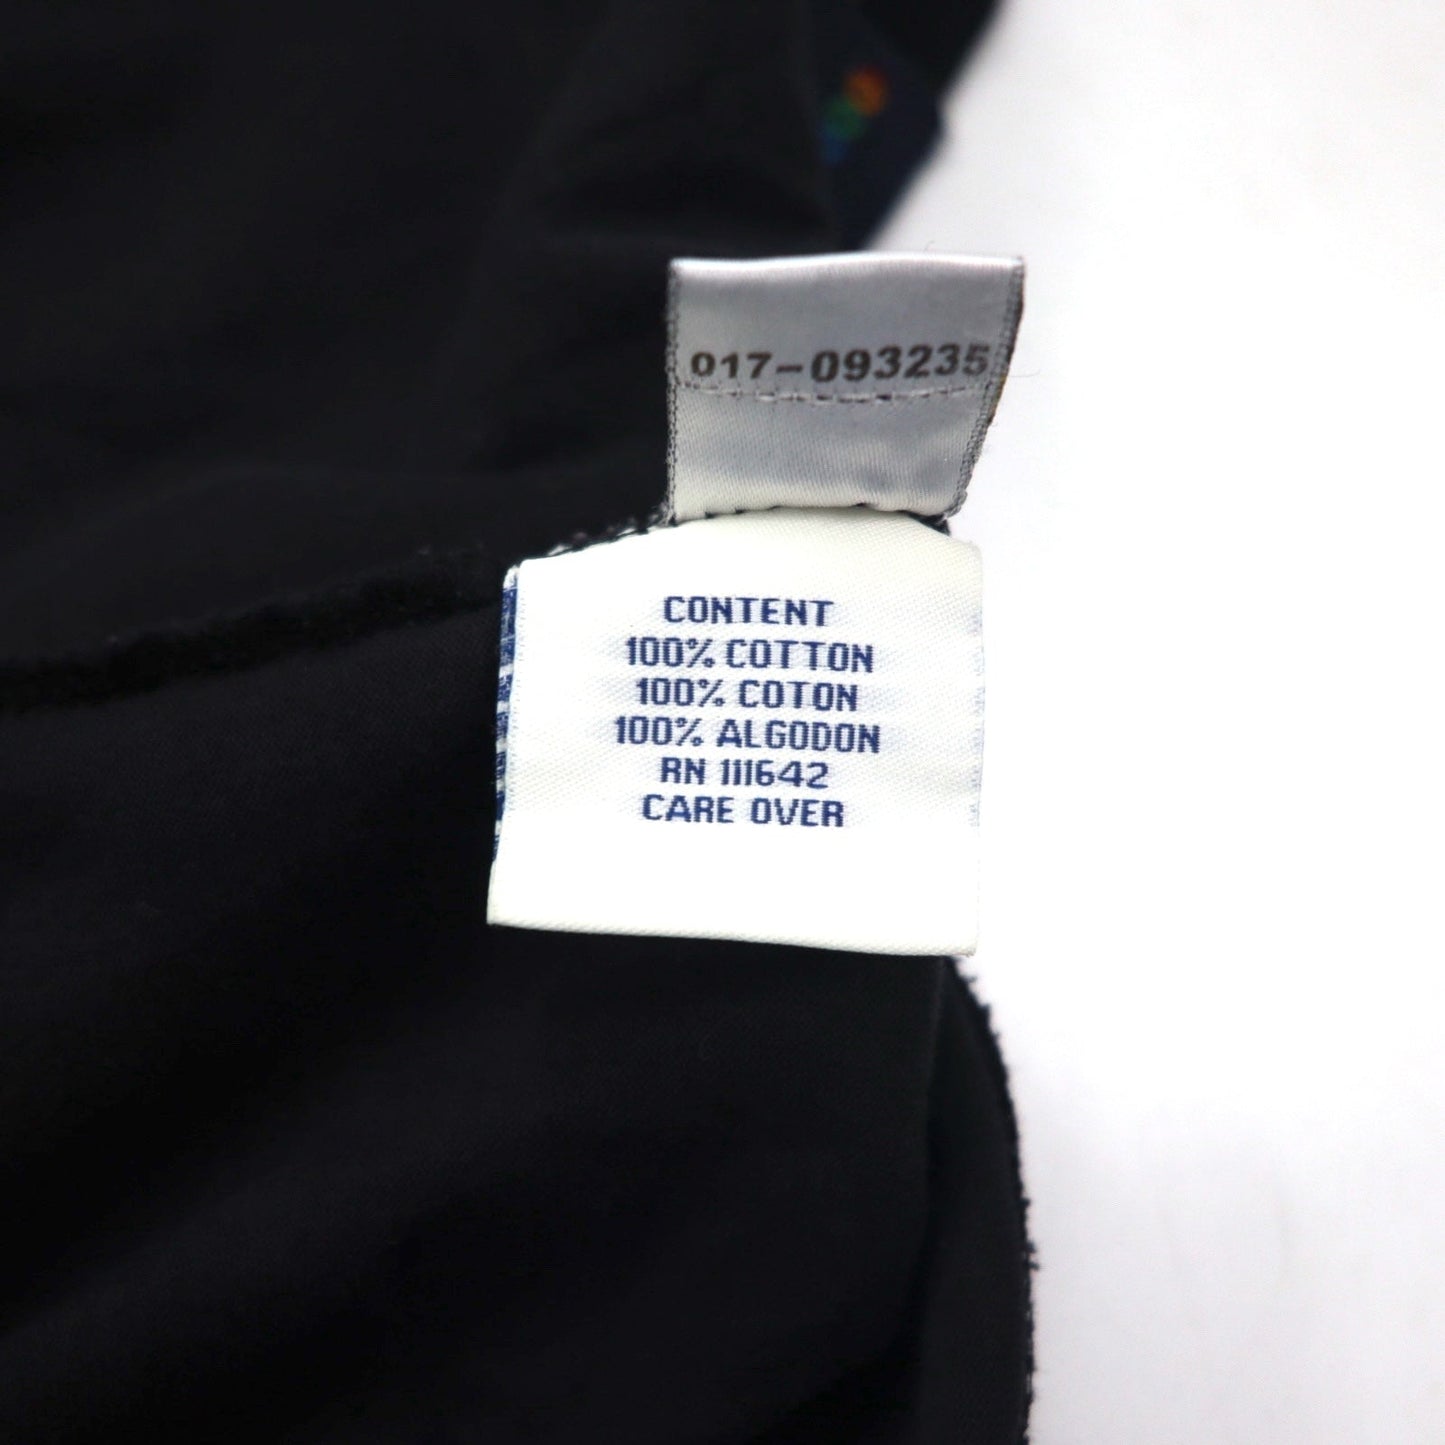 017-093235
CONTENT
100% COTTON
100% COTON
100% ALGODON
RN 111642
CARE OVER